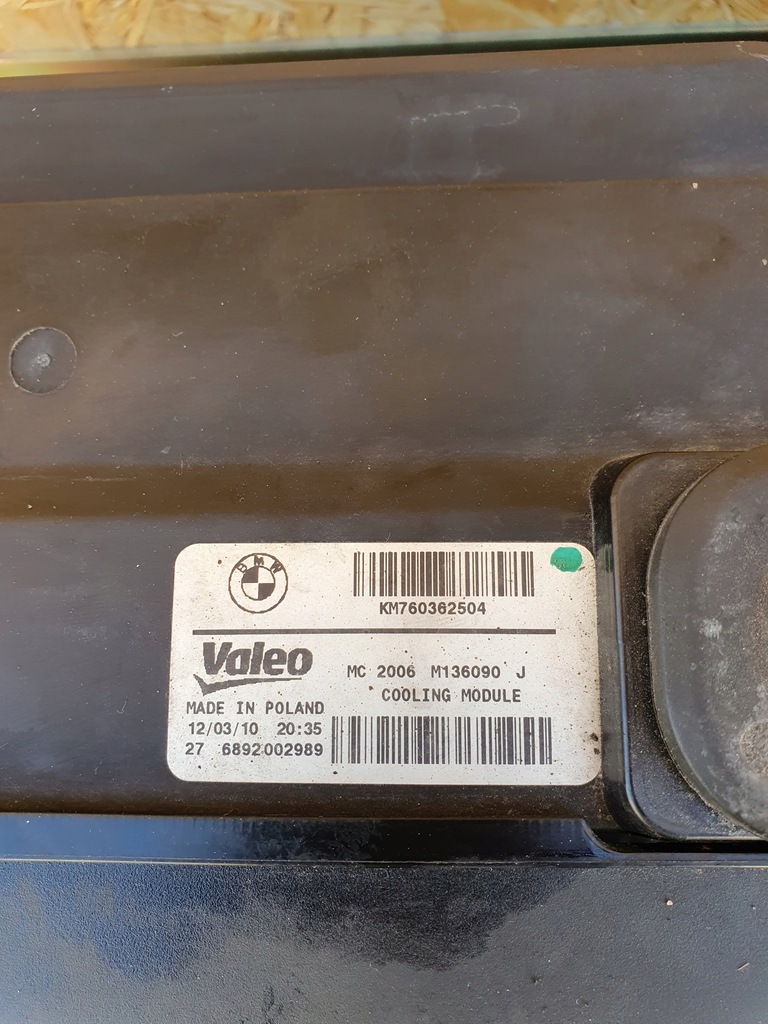 BMW
KM760362504
Valeo
MC 2006 M136090 J
COOLING MODULE
MADE IN POLAND
12/03/10 20:35
27 6892002989